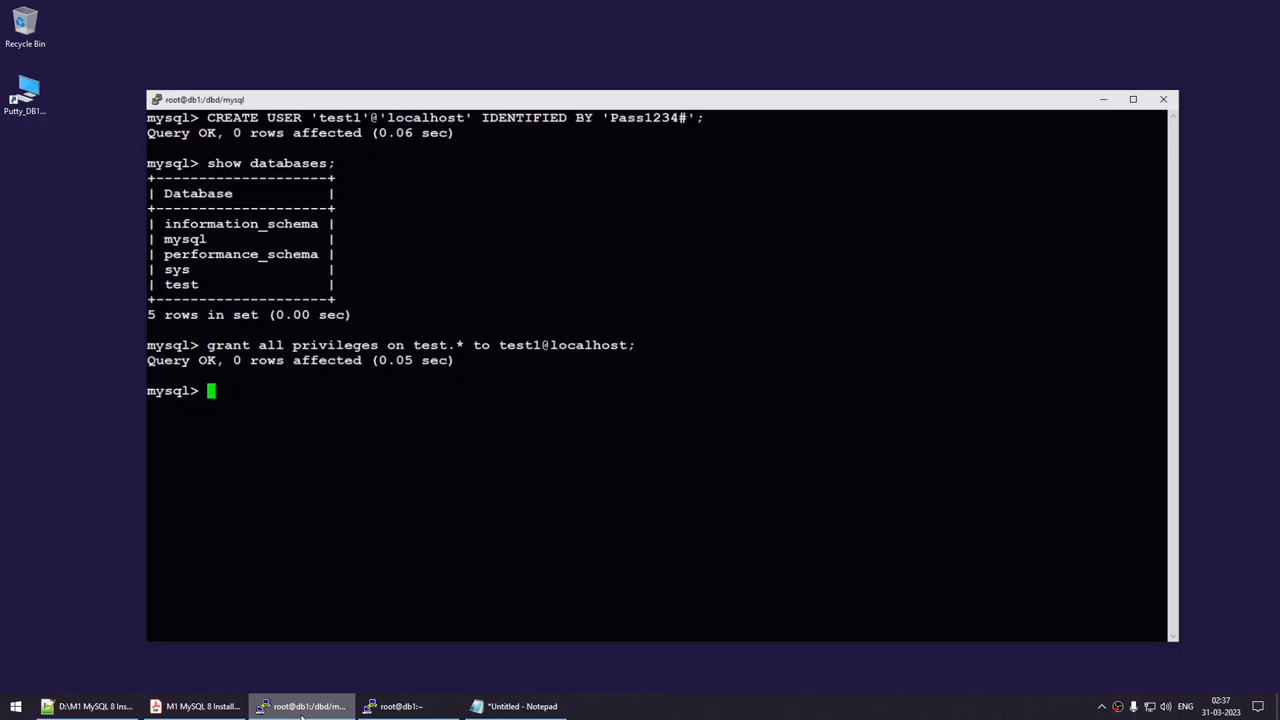 Recycle Bin
Putty_DB1...
root@db1:/dbd/mysql
mysql> CREATE USER 'test1'@'localhost' IDENTIFIED BY 'Pass1234#';
Query OK, 0 rows affected (0.06 sec)
mysql> show databases;
+--------------------+
| Database           |
+--------------------+
| information_schema |
| mysql              |
| performance_schema |
| sys                |
| test               |
+--------------------+
5 rows in set (0.00 sec)
mysql> grant all privileges on test.* to test1@localhost;
Query OK, 0 rows affected (0.05 sec)
mysql>
D:\M1 MySQL 8 Inst...
M1 MySQL 8 Install...
root@db1:/dbd/m...
root@db1:~
*Untitled - Notepad
ENG
02:37
31-03-2023